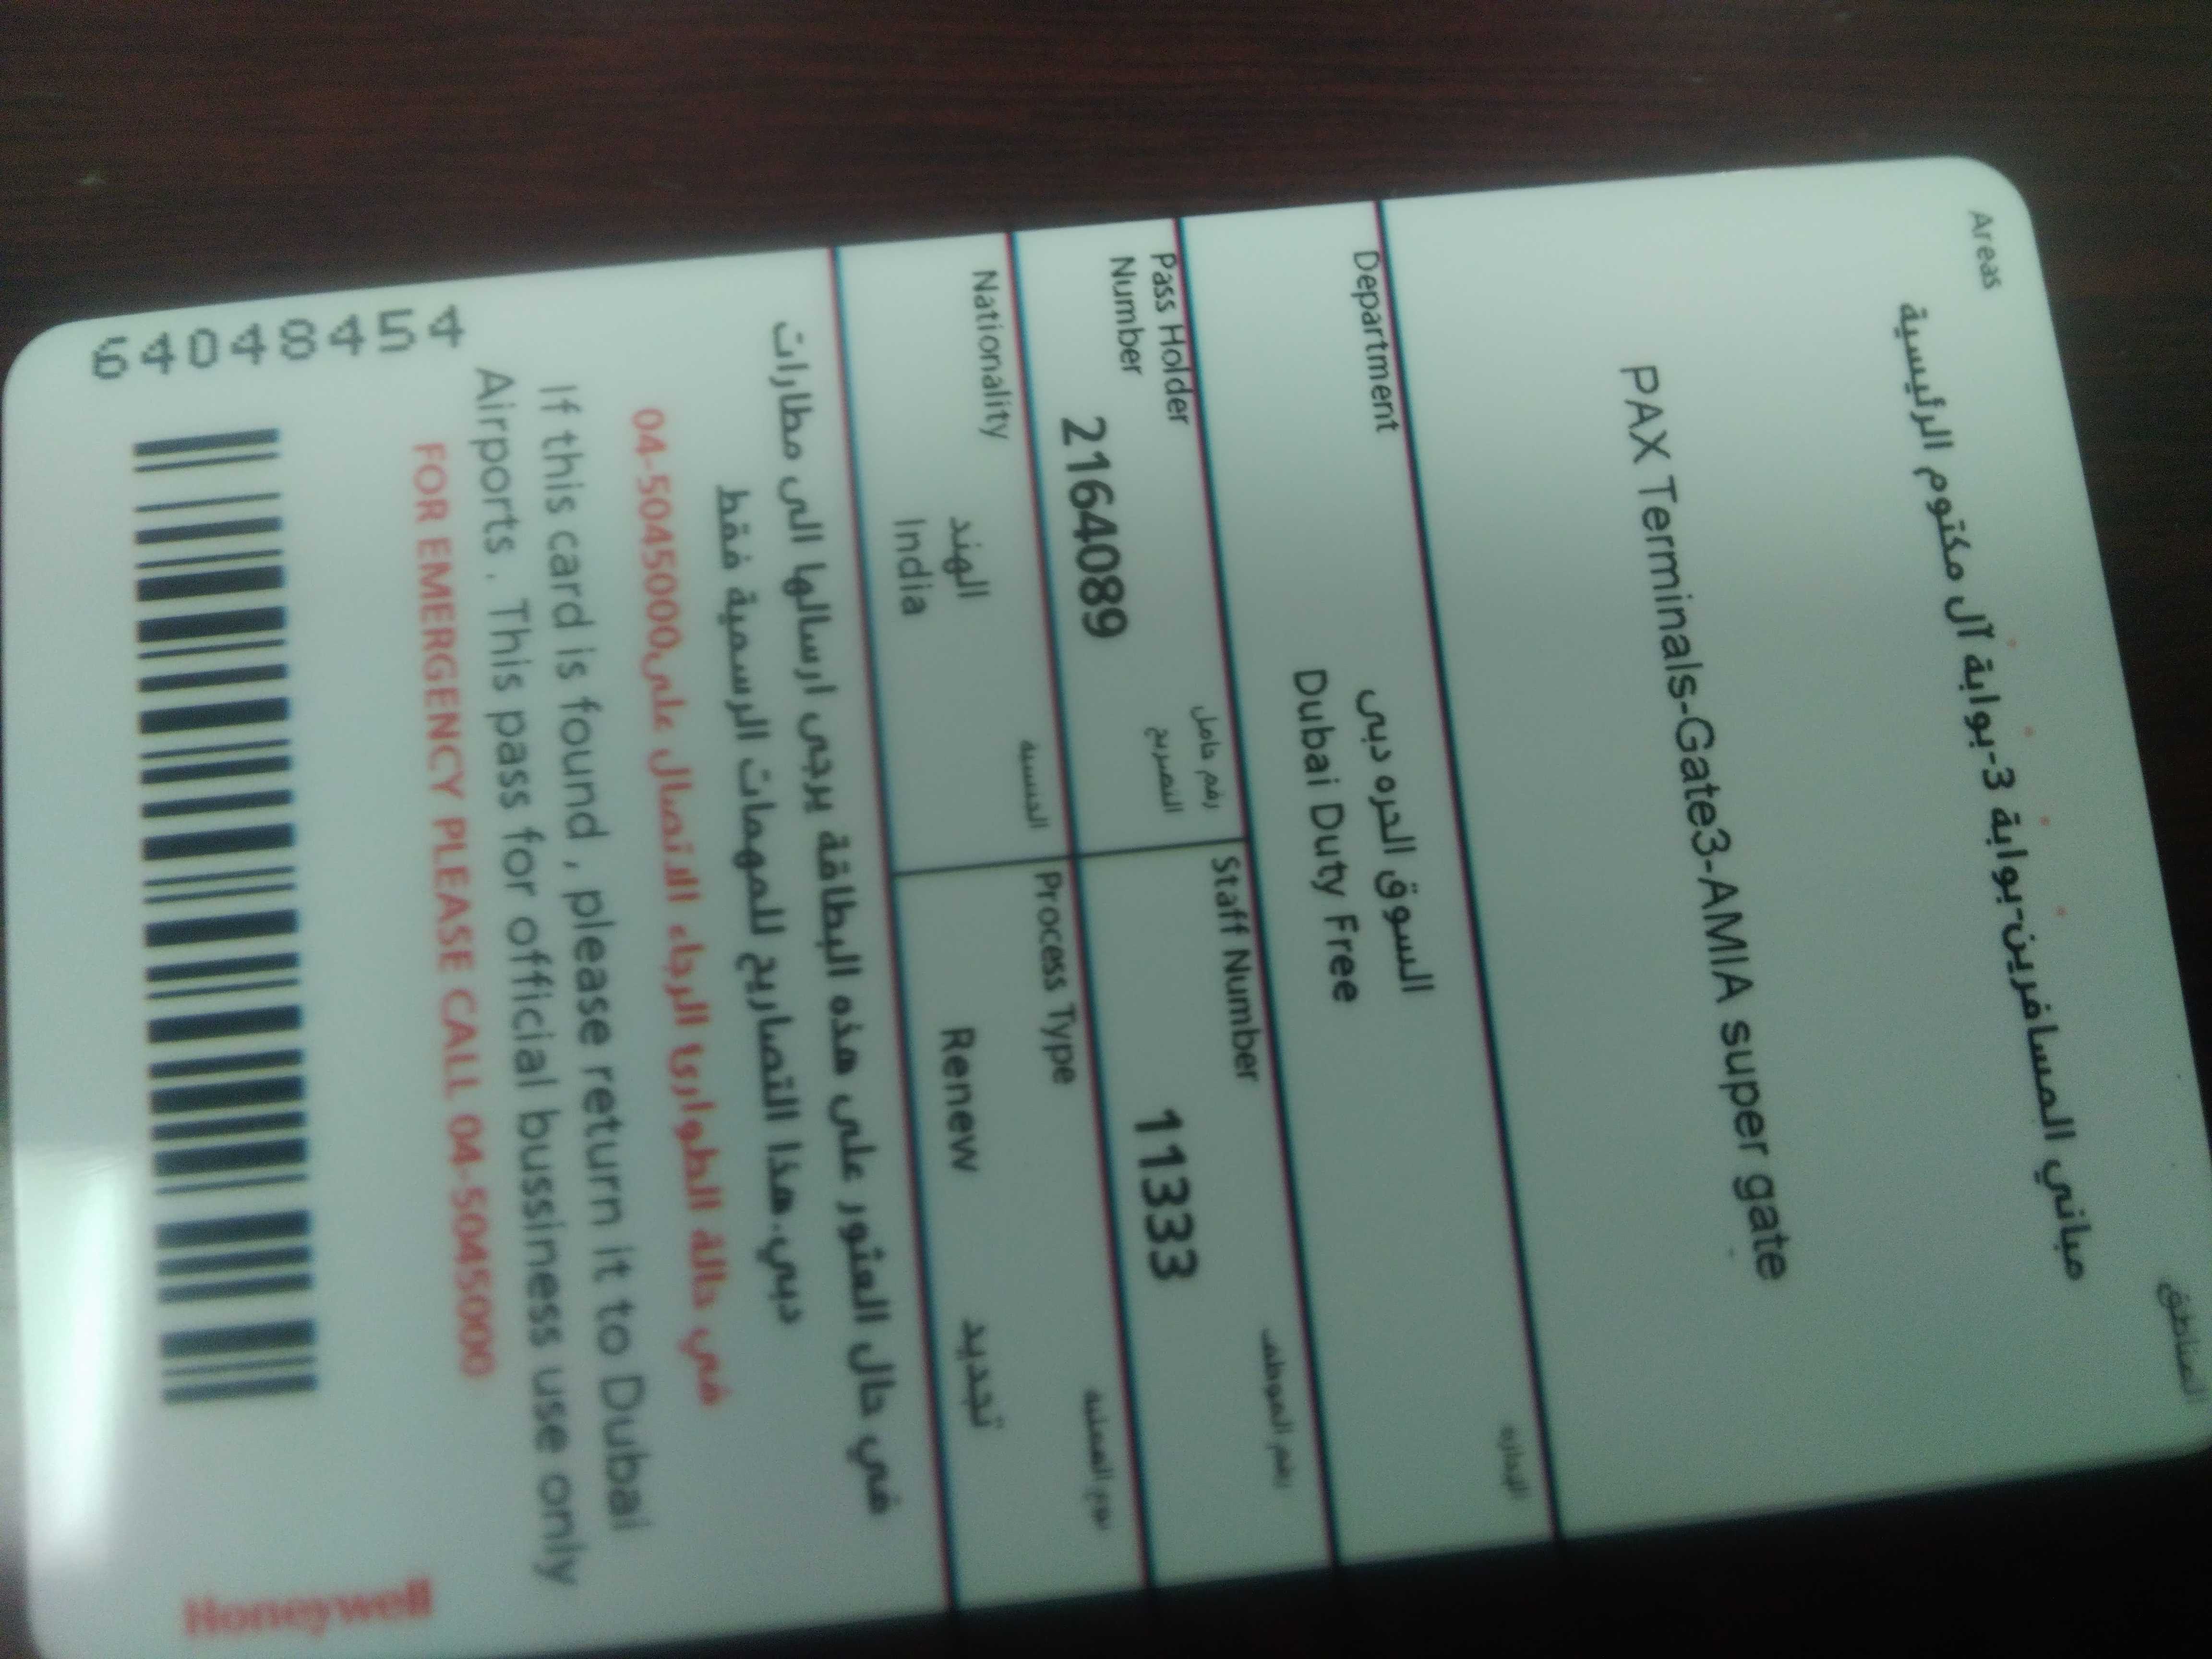 Areas المناطق
مباني المسافرين-بوابة 3-بوابة آل مكتوم الرئيسية
PAX Terminals-Gate3-AMIA super gate
Department الإدارة
السوق الحره دبى
Dubai Duty Free
Pass Holder Number 2164089 رقم حامل التصريح
Staff Number 11333 رقم الموظف
Nationality الهند India الجنسية
Process Type Renew تجديد نوع العملية
في حال العثور على هذه البطاقة يرجى ارسالها الى مطارات
دبي.هذا التصاريح للمهمات الرسمية فقط
في حالة الطوارئ الرجاء الاتصال على04-5045000
If this card is found , please return it to Dubai
Airports . This pass for official bussiness use only
FOR EMERGENCY PLEASE CALL 04-5045000
Honeywell